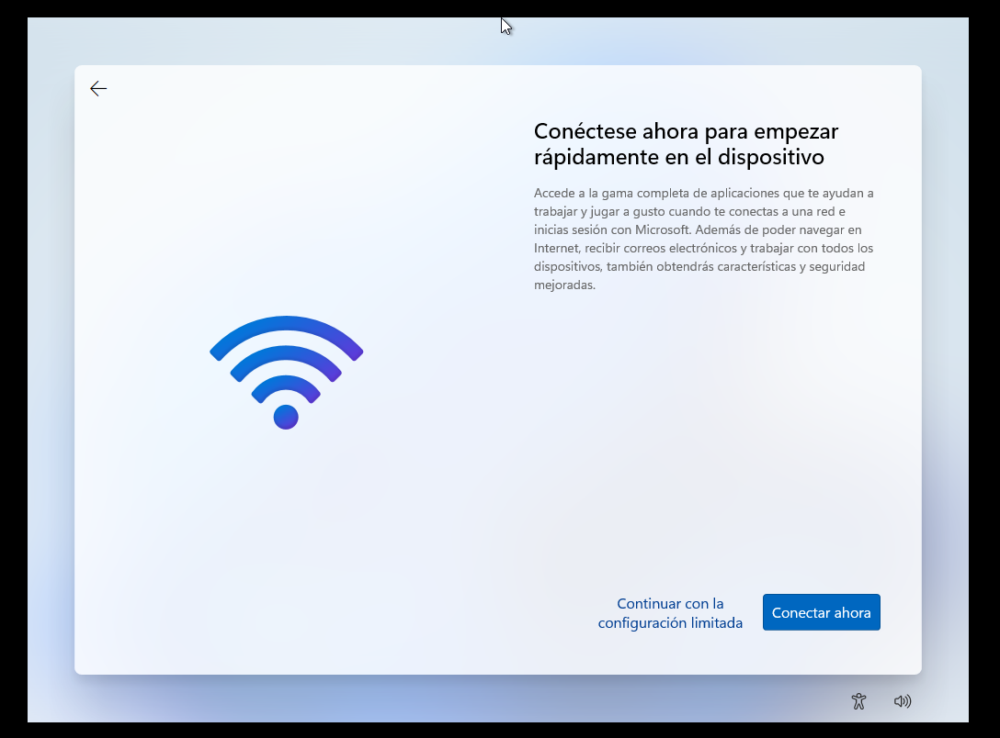 Conéctese ahora para empezar
rápidamente en el dispositivo
Accede a la gama completa de aplicaciones que te ayudan a
trabajar y jugar a gusto cuando te conectas a una red e
inicias sesión con Microsoft. Además de poder navegar en
Internet, recibir correos electrónicos y trabajar con todos los
dispositivos, también obtendrás características y seguridad
mejoradas.
Continuar con la
configuración limitada
Conectar ahora